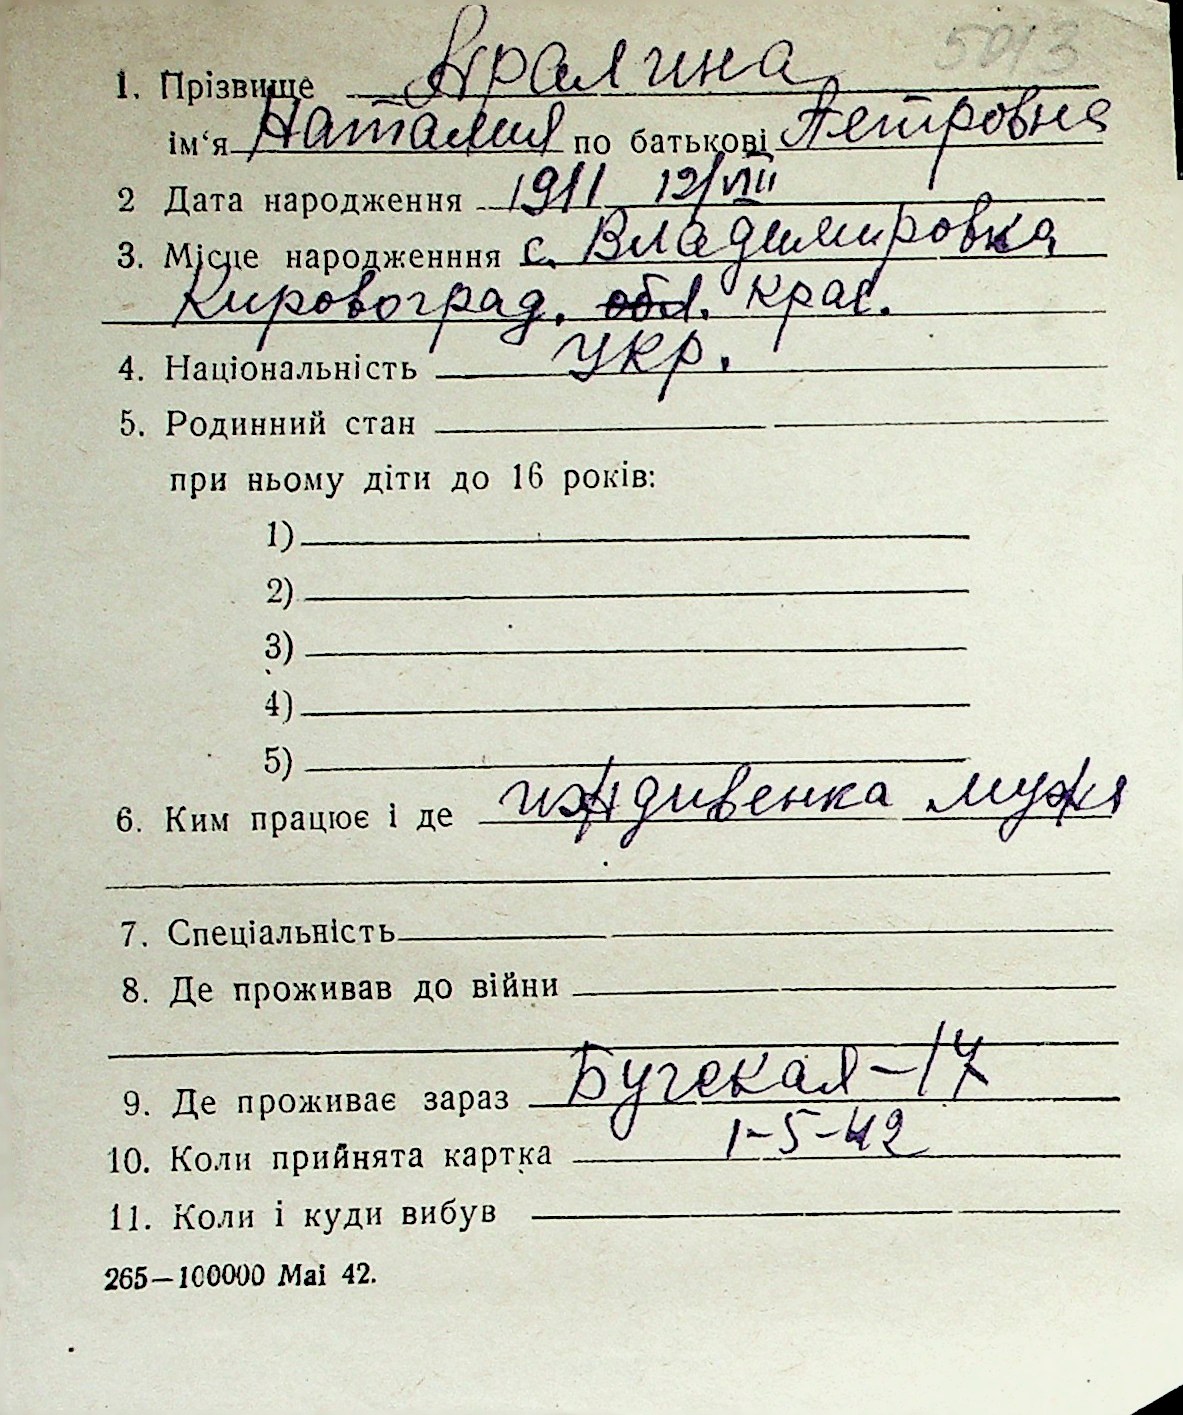 5013
1. Прізвище Аралина
ім‘я Наталия по батькові Петровна
2 Дата народження 1911 12/VIII
3. Місце народженння с. Владимировка
Кировоград. обл. крас.
4. Національність укр.
5. Родинний стан
при ньому діти до 16 років:
1)
2)
3)
4)
5)
6. Ким працює і де иждивенка мужа
7. Спеціальність
8. Де проживав до війни
9. Де проживає зараз Бугская-17
10. Коли прийнята картка 1-5-42
11. Коли і куди вибув
265—100000 Mai 42.